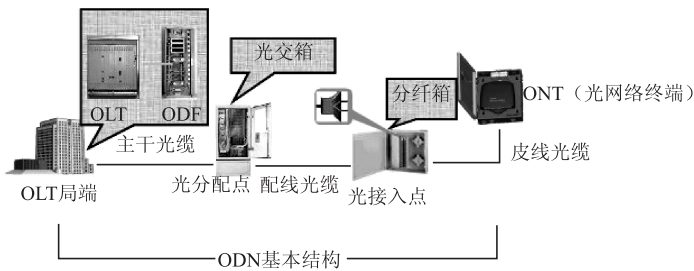 光交箱
分纤箱
OLT
ODF
ONT（光网络终端）
主干光缆
皮线光缆
光分配点
配线光缆
光接入点
OLT局端
ODN基本结构